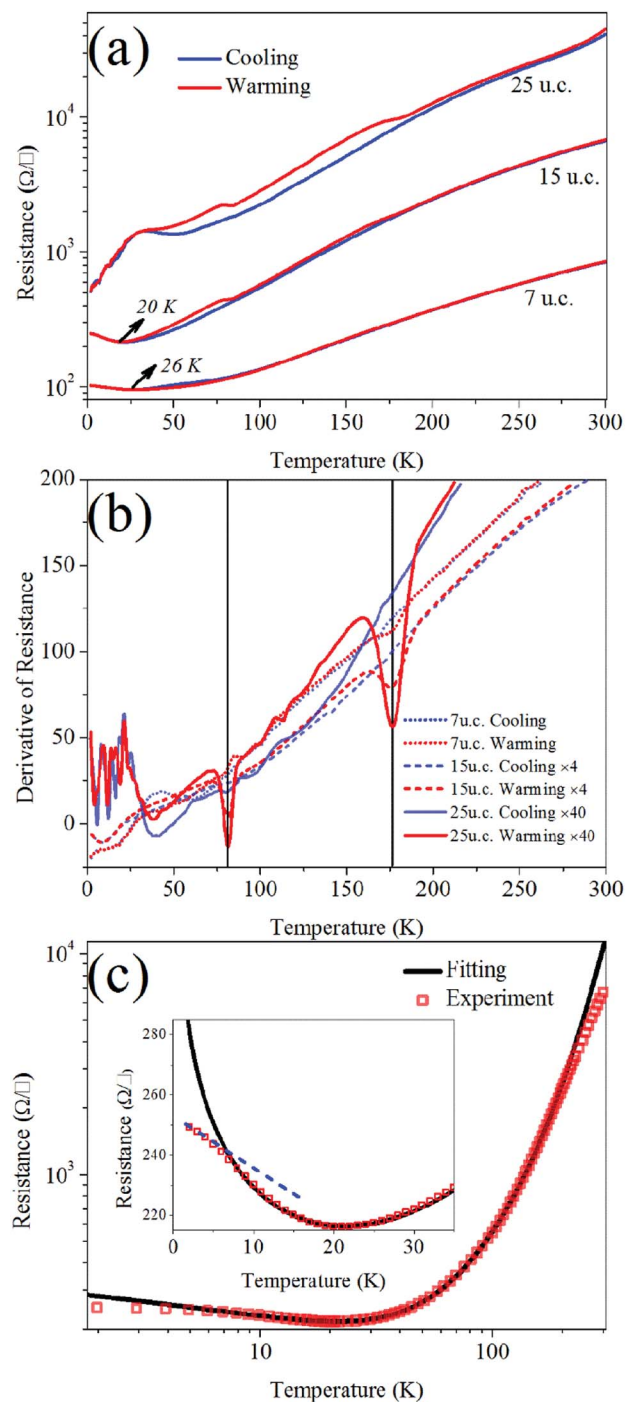 (a)
Cooling
Warming
25 u.c.
15 u.c.
7 u.c.
20 K
26 K
Resistance (Ω/□)
10⁴
10³
10²
0 50 100 150 200 250 300
Temperature (K)
(b)
Derivative of Resistance
200
150
100
50
0
7u.c. Cooling
7u.c. Warming
15u.c. Cooling ×4
15u.c. Warming ×4
25u.c. Cooling ×40
25u.c. Warming ×40
0 50 100 150 200 250 300
Temperature (K)
(c)
Fitting
Experiment
Resistance (Ω/□)
10⁴
10³
Resistance (Ω/□)
280
260
240
220
0 10 20 30
Temperature (K)
10 100
Temperature (K)